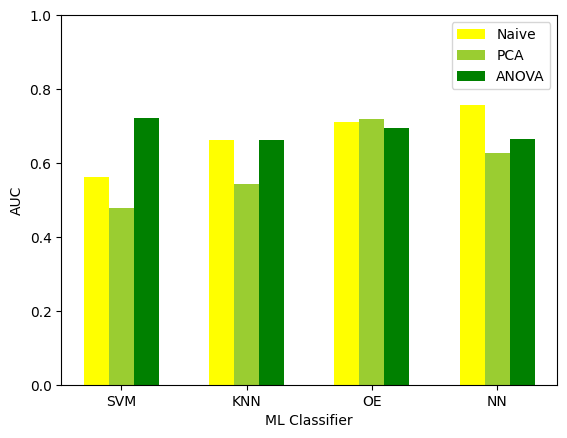 1.0
0.8
0.6
0.4
0.2
0.0
AUC
Naive
PCA
ANOVA
SVM KNN OE NN
ML Classifier